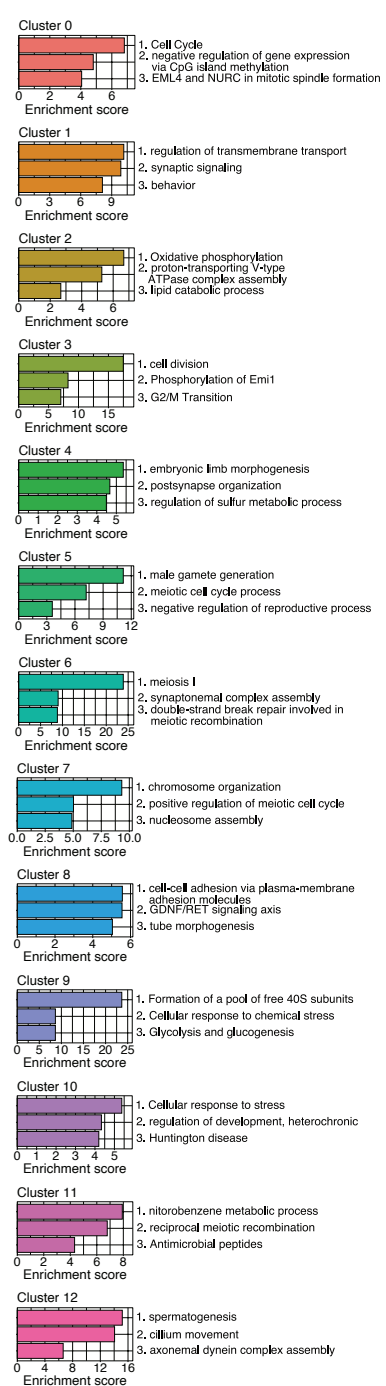 Cluster 0
1. Cell Cycle
2. negative regulation of gene expression
via CpG island methylation
3. EML4 and NURC in mitotic spindle formation
0 2 4 6
Enrichment score
Cluster 1
1. regulation of transmembrane transport
2. synaptic signaling
3. behavior
0 3 6 9
Enrichment score
Cluster 2
1. Oxidative phosphorylation
2. proton-transporting V-type
ATPase complex assembly
3. lipid catabolic process
0 2 4 6
Enrichment score
Cluster 3
1. cell division
2. Phosphorylation of Emi1
3. G2/M Transition
0 5 10 15
Enrichment score
Cluster 4
1. embryonic limb morphogenesis
2. postsynapse organization
3. regulation of sulfur metabolic process
0 1 2 3 4 5
Enrichment score
Cluster 5
1. male gamete generation
2. meiotic cell cycle process
3. negative regulation of reproductive process
0 3 6 9 12
Enrichment score
Cluster 6
1. meiosis I
2. synaptonemal complex assembly
3. double-strand break repair involved in
meiotic recombination
0 5 10 15 20 25
Enrichment score
Cluster 7
1. chromosome organization
2. positive regulation of meiotic cell cycle
3. nucleosome assembly
0.0 2.5 5.0 7.5 10.0
Enrichment score
Cluster 8
1. cell-cell adhesion via plasma-membrane
adhesion molecules
2. GDNF/RET signaling axis
3. tube morphogenesis
0 2 4 6
Enrichment score
Cluster 9
1. Formation of a pool of free 40S subunits
2. Cellular response to chemical stress
3. Glycolysis and glucogenesis
0 5 10 15 20 25
Enrichment score
Cluster 10
1. Cellular response to stress
2. regulation of development, heterochronic
3. Huntington disease
0 1 2 3 4 5
Enrichment score
Cluster 11
1. nitorobenzene metabolic process
2. reciprocal meiotic recombination
3. Antimicrobial peptides
0 2 4 6 8
Enrichment score
Cluster 12
1. spermatogenesis
2. cillium movement
3. axonemal dynein complex assembly
0 4 8 12 16
Enrichment score